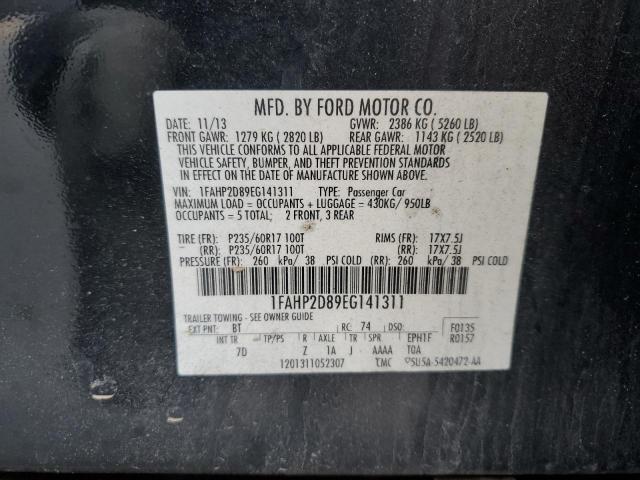 MFD. BY FORD MOTOR CO.
DATE: 11/13 GVWR: 2386 KG ( 5260 LB)
FRONT GAWR: 1279 KG ( 2820 LB) REAR GAWR: 1143 KG ( 2520 LB)
THIS VEHICLE CONFORMS TO ALL APPLICABLE FEDERAL MOTOR
VEHICLE SAFETY, BUMPER, AND THEFT PREVENTION STANDARDS
IN EFFECT ON THE DATE OF MANUFACTURE SHOWN ABOVE.
VIN: 1FAHP2D89EG141311 TYPE: Passenger Car
MAXIMUM LOAD = OCCUPANTS + LUGGAGE = 430KG/ 950LB
OCCUPANTS = 5 TOTAL; 2 FRONT, 3 REAR
TIRE (FR): P235/60R17 100T RIMS (FR): 17X7.5J
(RR): P235/60R17 100T (RR): 17X7.5J
PRESSURE (FR): 260 kPa/ 38 PSI COLD (RR): 260 kPa/ 38 PSI COLD
1FAHP2D89EG141311
TRAILER TOWING - SEE OWNER GUIDE
EXT PNT: BT RC: 74 DSO: F0135
INT TR TP/PS R AXLE TR SPR EPH1F R0157
7D Z 1A J AAAA T0A
1201311052307 TMC 5U5A-5420472-AA